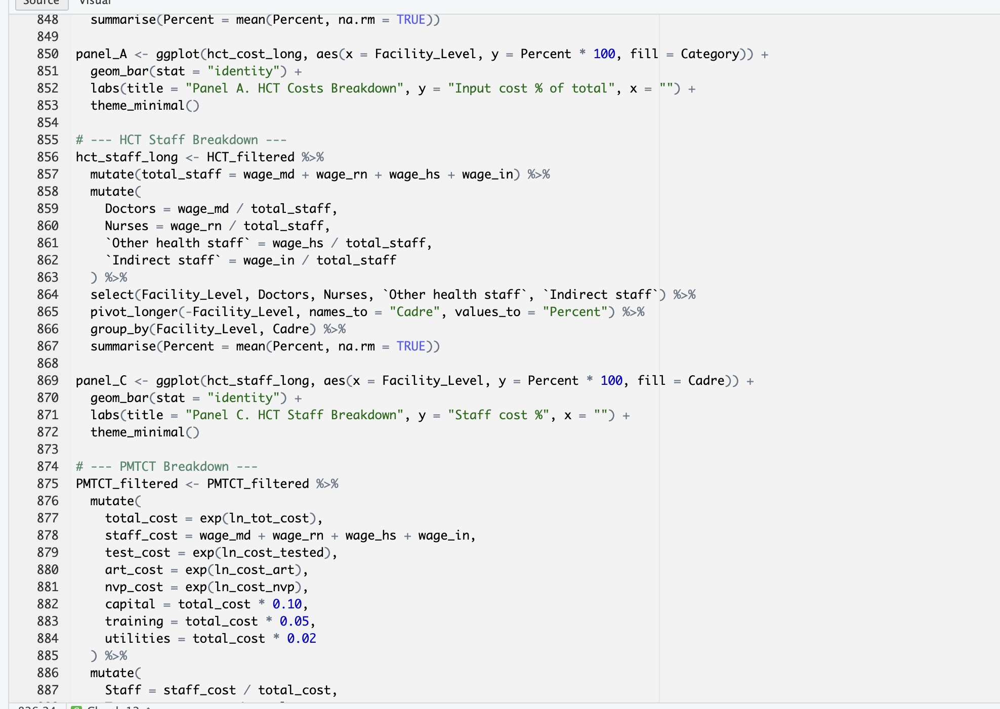 Source Visual
848   summarise(Percent = mean(Percent, na.rm = TRUE))
849
850 panel_A <- ggplot(hct_cost_long, aes(x = Facility_Level, y = Percent * 100, fill = Category)) +
851   geom_bar(stat = "identity") +
852   labs(title = "Panel A. HCT Costs Breakdown", y = "Input cost % of total", x = "") +
853   theme_minimal()
854
855 # --- HCT Staff Breakdown ---
856 hct_staff_long <- HCT_filtered %>%
857   mutate(total_staff = wage_md + wage_rn + wage_hs + wage_in) %>%
858   mutate(
859     Doctors = wage_md / total_staff,
860     Nurses = wage_rn / total_staff,
861     `Other health staff` = wage_hs / total_staff,
862     `Indirect staff` = wage_in / total_staff
863   ) %>%
864   select(Facility_Level, Doctors, Nurses, `Other health staff`, `Indirect staff`) %>%
865   pivot_longer(-Facility_Level, names_to = "Cadre", values_to = "Percent") %>%
866   group_by(Facility_Level, Cadre) %>%
867   summarise(Percent = mean(Percent, na.rm = TRUE))
868
869 panel_C <- ggplot(hct_staff_long, aes(x = Facility_Level, y = Percent * 100, fill = Cadre)) +
870   geom_bar(stat = "identity") +
871   labs(title = "Panel C. HCT Staff Breakdown", y = "Staff cost %", x = "") +
872   theme_minimal()
873
874 # --- PMTCT Breakdown ---
875 PMTCT_filtered <- PMTCT_filtered %>%
876   mutate(
877     total_cost = exp(ln_tot_cost),
878     staff_cost = wage_md + wage_rn + wage_hs + wage_in,
879     test_cost = exp(ln_cost_tested),
880     art_cost = exp(ln_cost_art),
881     nvp_cost = exp(ln_cost_nvp),
882     capital = total_cost * 0.10,
883     training = total_cost * 0.05,
884     utilities = total_cost * 0.02
885   ) %>%
886   mutate(
887     Staff = staff_cost / total_cost,